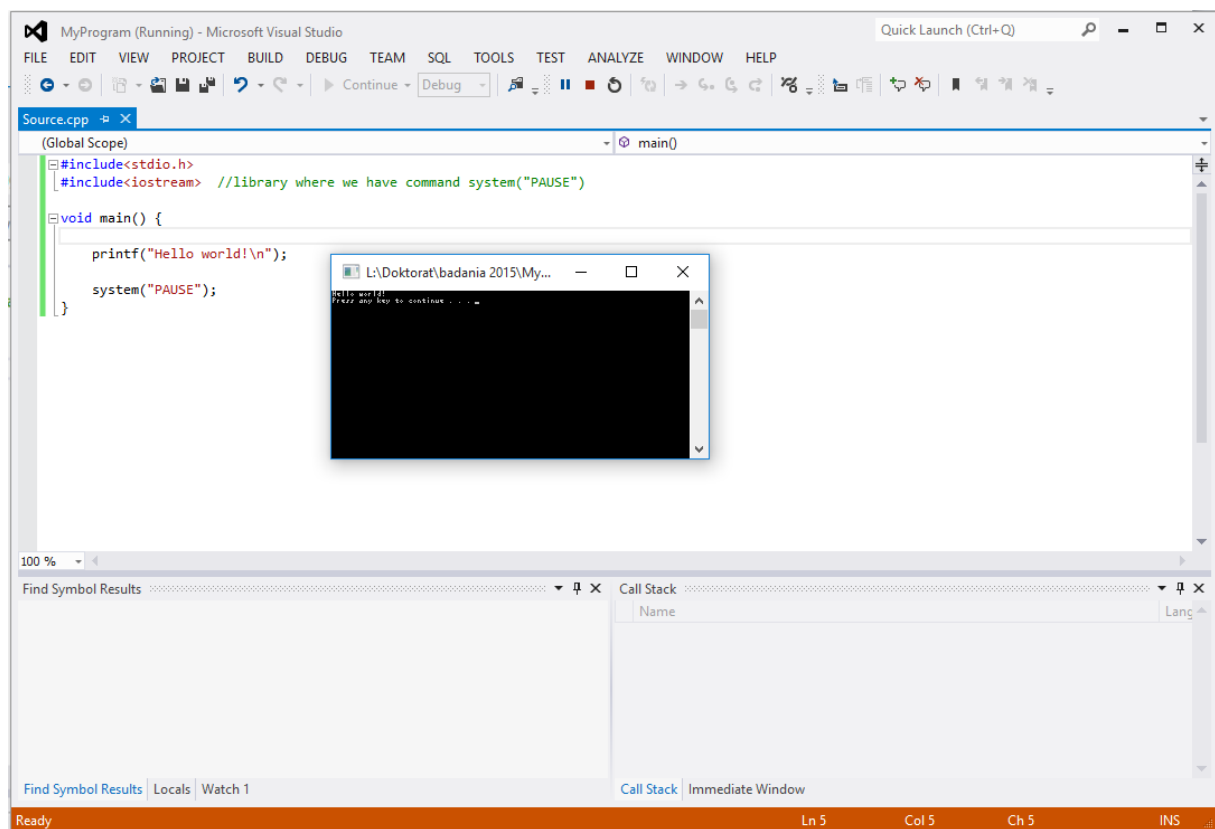 MyProgram (Running) - Microsoft Visual Studio
Quick Launch (Ctrl+Q)
FILE EDIT VIEW PROJECT BUILD DEBUG TEAM SQL TOOLS TEST ANALYZE WINDOW HELP
Continue Debug
Source.cpp
(Global Scope) main()
#include<stdio.h>
#include<iostream>  //library where we have command system("PAUSE")
void main() {
printf("Hello world!\n");
system("PAUSE");
}
L:\Doktorat\badania 2015\My...
Hello world!
Press any key to continue . . . _
100 %
Find Symbol Results
Call Stack
Name Lang
Find Symbol Results Locals Watch 1
Call Stack Immediate Window
Ready Ln 5 Col 5 Ch 5 INS